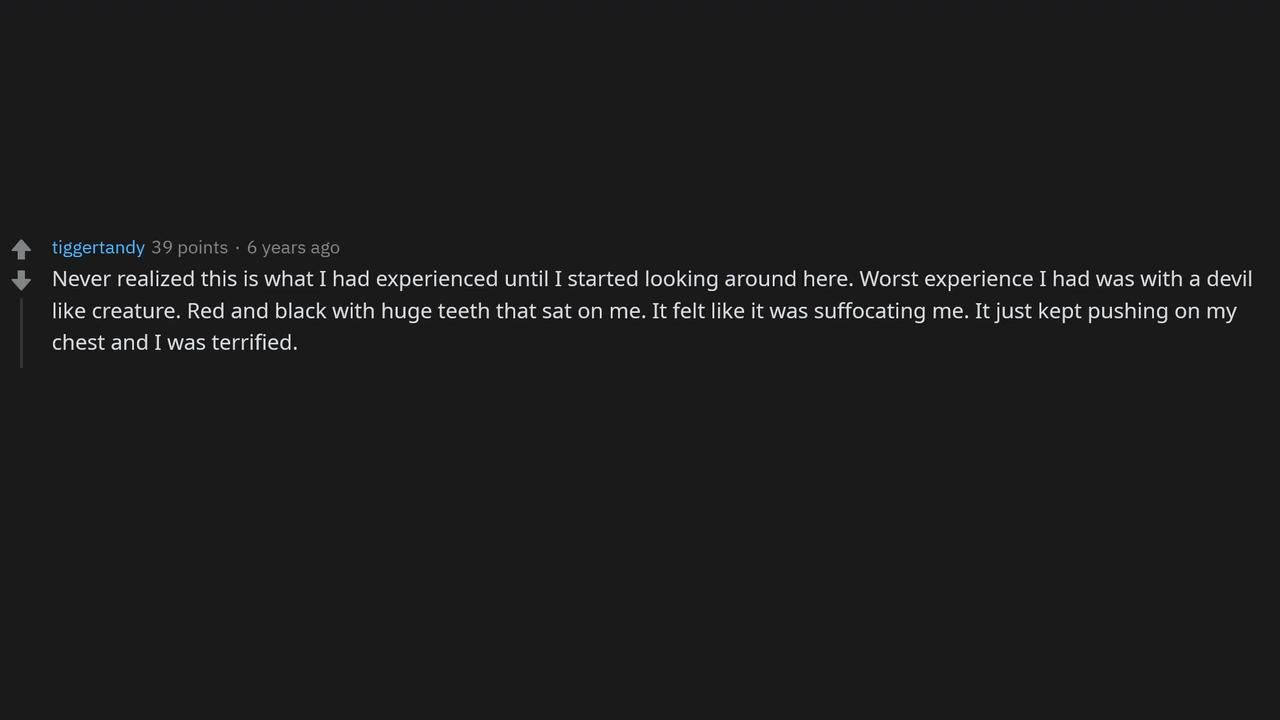 tiggertandy 39 points · 6 years ago
Never realized this is what I had experienced until I started looking around here. Worst experience I had was with a devil
like creature. Red and black with huge teeth that sat on me. It felt like it was suffocating me. It just kept pushing on my
chest and I was terrified.